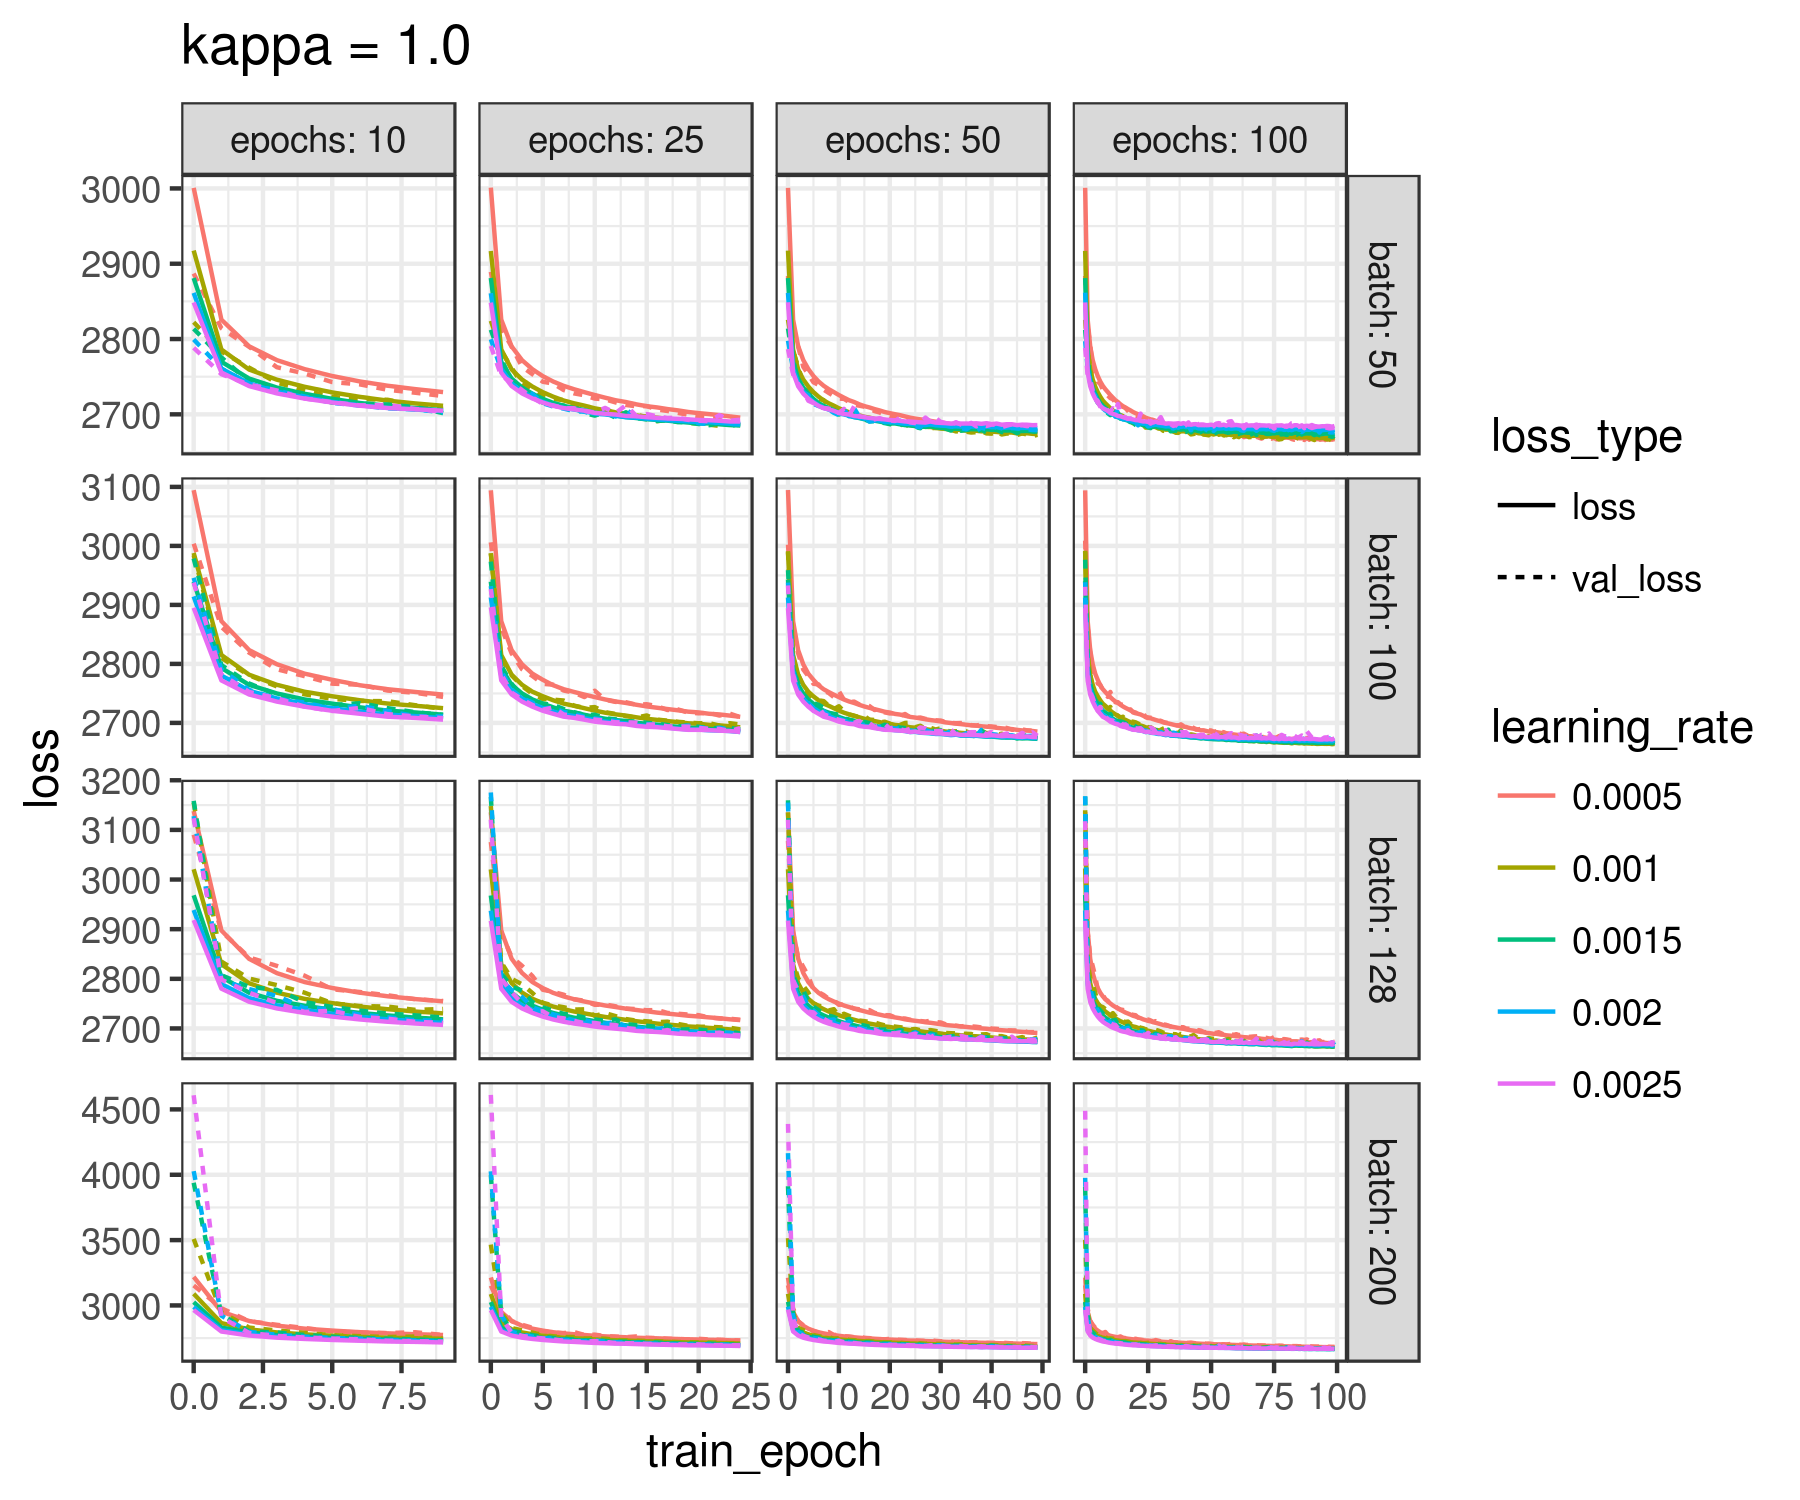 kappa = 1.0
epochs: 10
epochs: 25
epochs: 50
epochs: 100
3000
2900
2800
2700
batch: 50
3100
3000
2900
2800
2700
batch: 100
3200
3100
3000
2900
2800
2700
batch: 128
4500
4000
3500
3000
batch: 200
0.0 2.5 5.0 7.5
0 5 10 15 20 25
0 10 20 30 40 50
0 25 50 75 100
train_epoch
loss
loss_type
loss
val_loss
learning_rate
0.0005
0.001
0.0015
0.002
0.0025